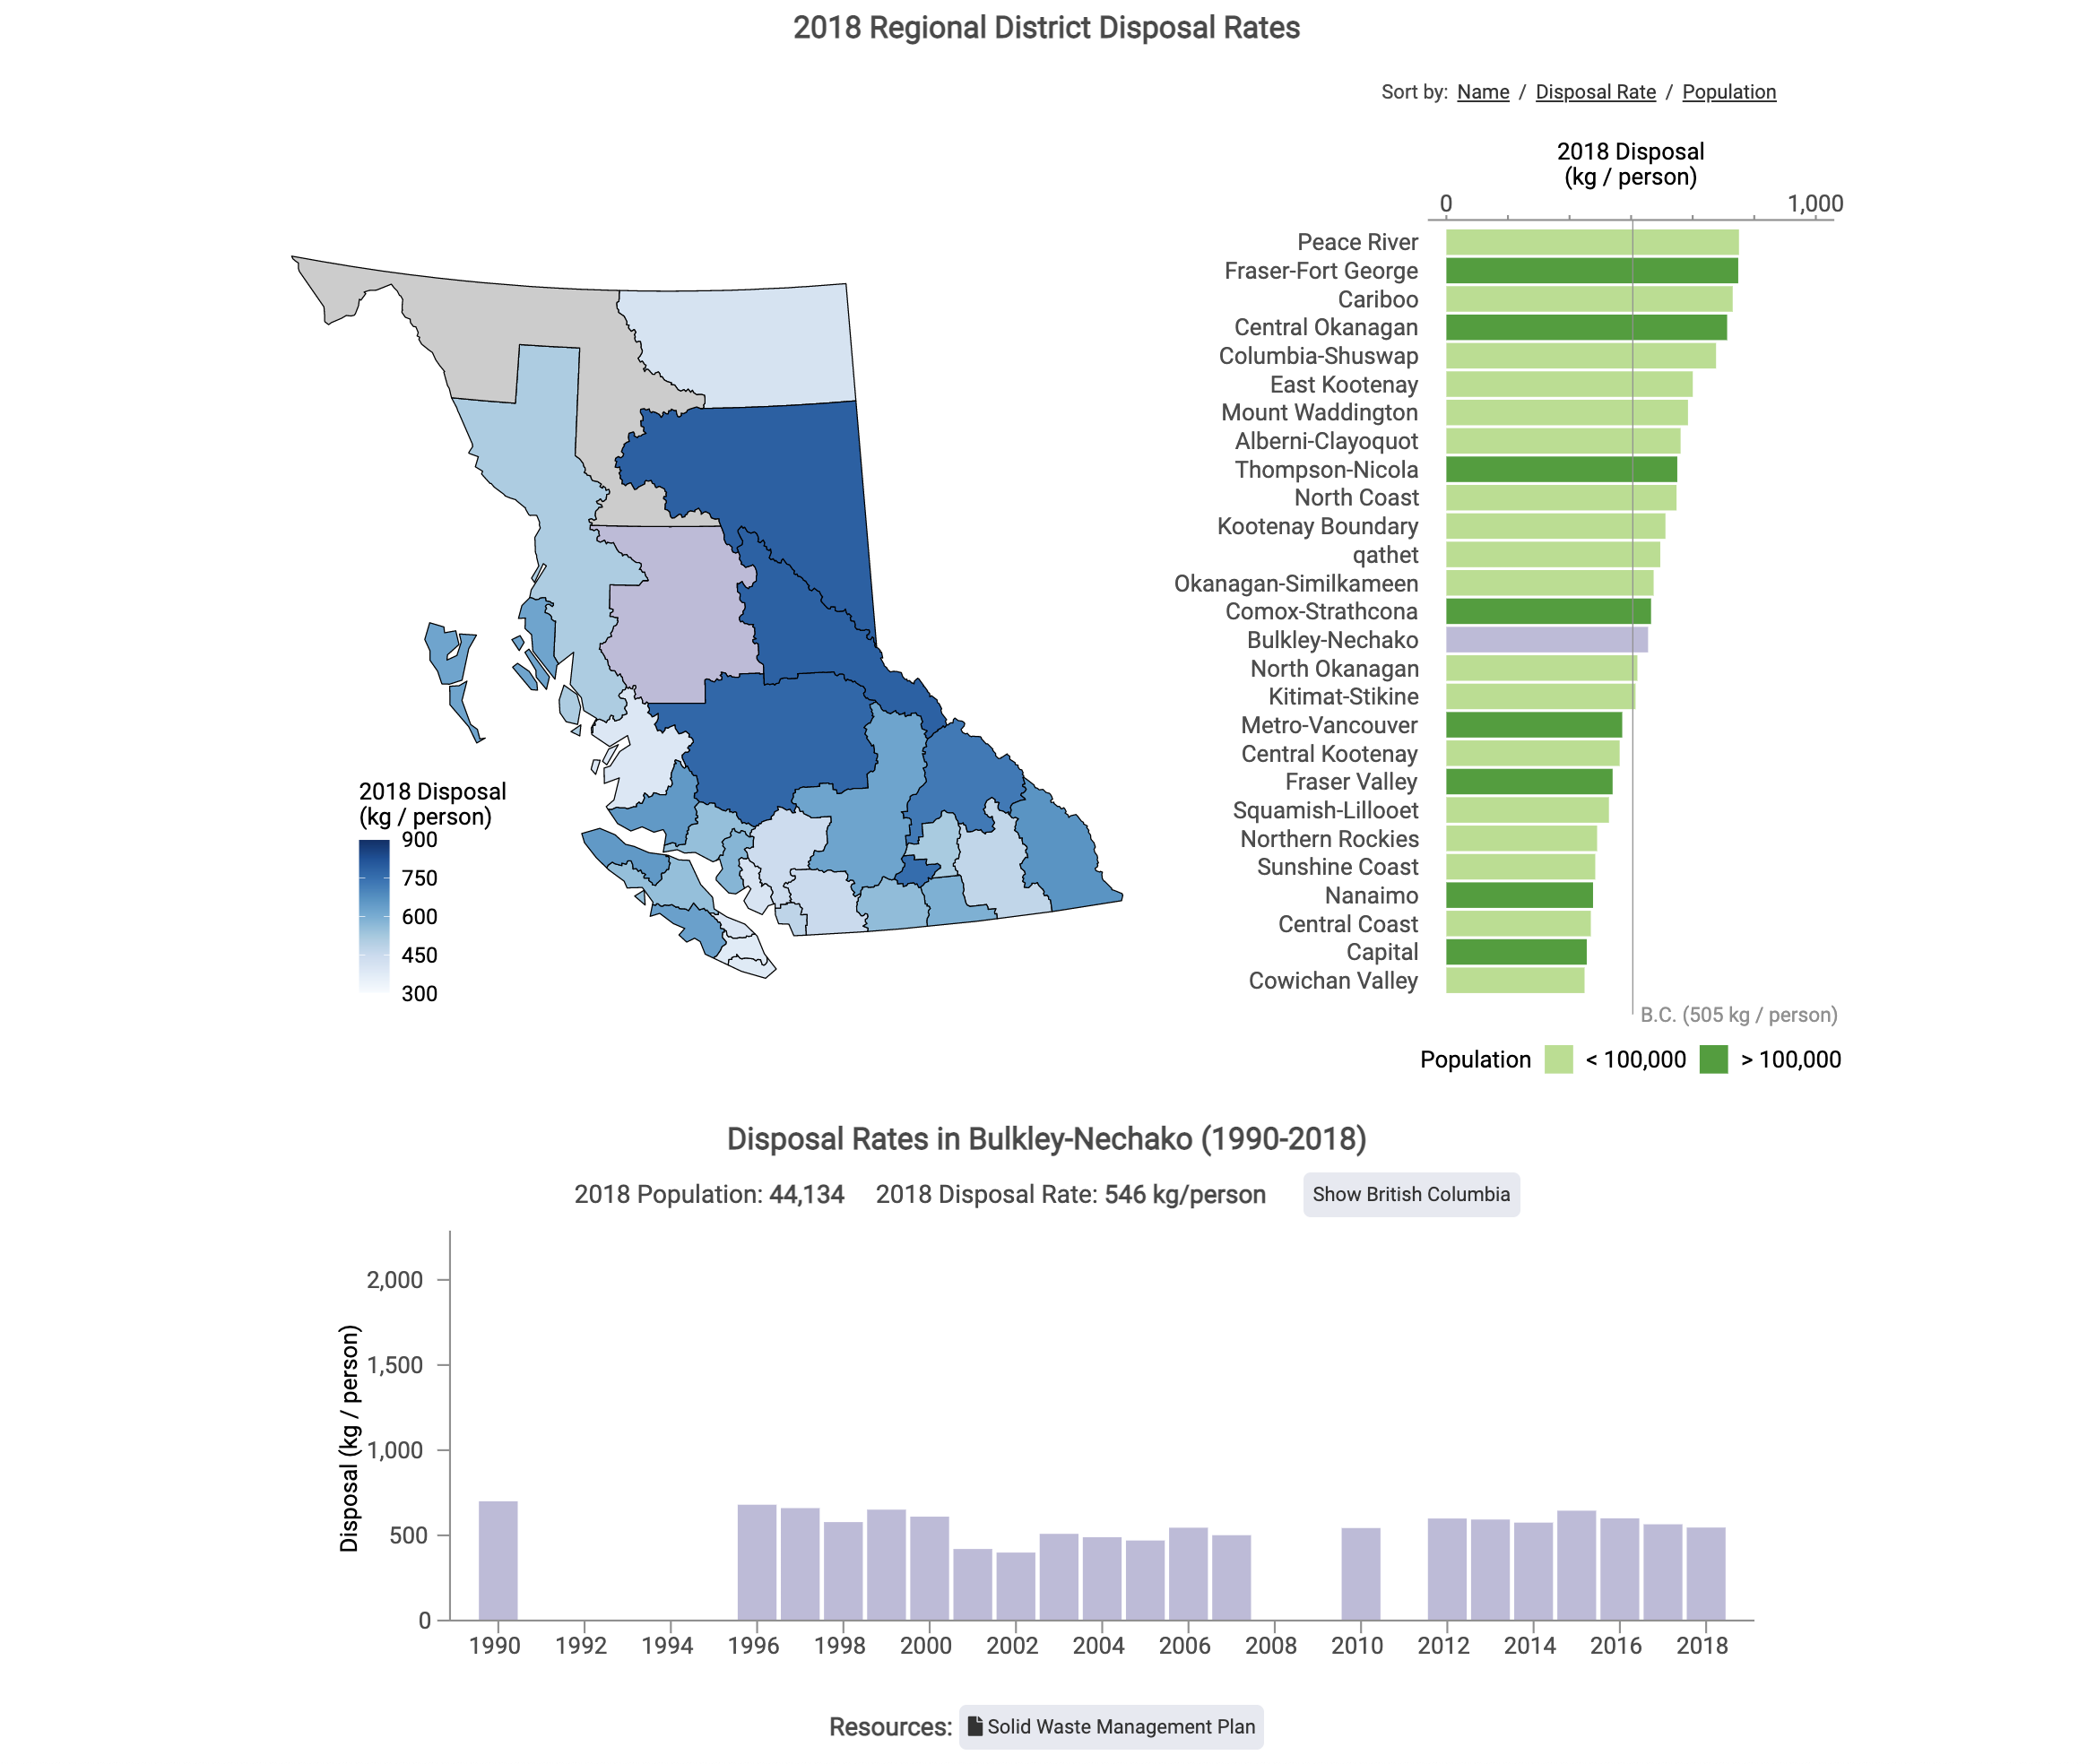 2018 Regional District Disposal Rates
Sort by: Name / Disposal Rate / Population
2018 Disposal
(kg / person)
0 1,000
Peace River
Fraser-Fort George
Cariboo
Central Okanagan
Columbia-Shuswap
East Kootenay
Mount Waddington
Alberni-Clayoquot
Thompson-Nicola
North Coast
Kootenay Boundary
qathet
Okanagan-Similkameen
Comox-Strathcona
Bulkley-Nechako
North Okanagan
Kitimat-Stikine
Metro-Vancouver
Central Kootenay
Fraser Valley
Squamish-Lillooet
Northern Rockies
Sunshine Coast
Nanaimo
Central Coast
Capital
Cowichan Valley
B.C. (505 kg / person)
Population < 100,000 > 100,000
2018 Disposal
(kg / person)
900
750
600
450
300
Disposal Rates in Bulkley-Nechako (1990-2018)
2018 Population: 44,134 2018 Disposal Rate: 546 kg/person Show British Columbia
Disposal (kg / person)
2,000
1,500
1,000
500
0
1990 1992 1994 1996 1998 2000 2002 2004 2006 2008 2010 2012 2014 2016 2018
Resources: Solid Waste Management Plan